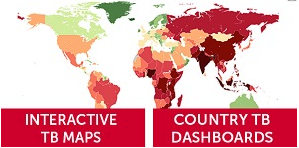 INTERACTIVE
TB MAPS
COUNTRY TB
DASHBOARDS